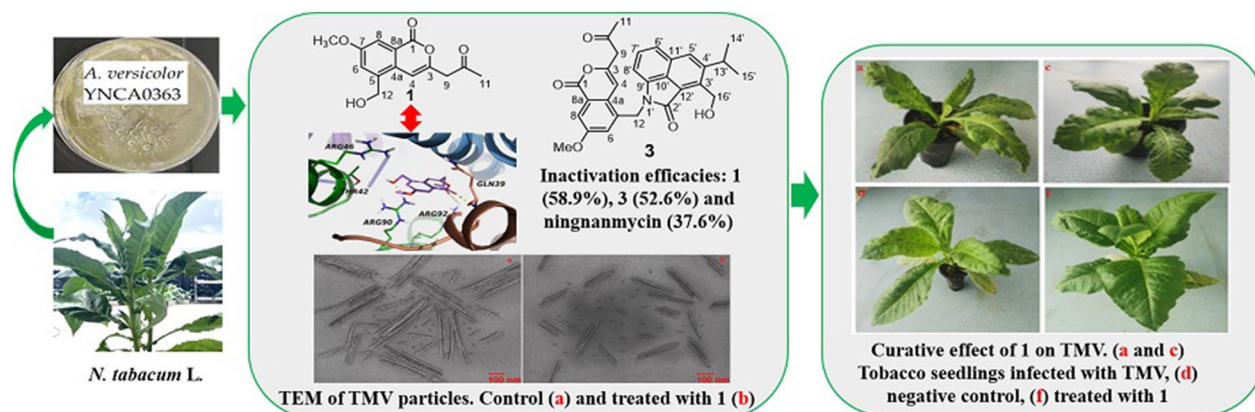 A. versicolor
YNCA0363
N. tabacum L.
O
8
8a
1
O
H₃CO
7
O
6
5
4a
3
4
9
11
HO
12
1
ARG46
THR42
GLN39
ARG90
ARG92
11
O
9
O
3
O
1
4
8a
4a
8
6
12
MeO
6'
5'
14'
7'
11'
4'
13'
8'
10'
3'
15'
9'
12'
16'
N
1'
2'
O
OH
3
Inactivation efficacies: 1
(58.9%), 3 (52.6%) and
ningnanmycin (37.6%)
a
100 nm
b
100 nm
TEM of TMV particles. Control (a) and treated with 1 (b)
a
c
f
Curative effect of 1 on TMV. (a and c)
Tobacco seedlings infected with TMV, (d)
negative control, (f) treated with 1